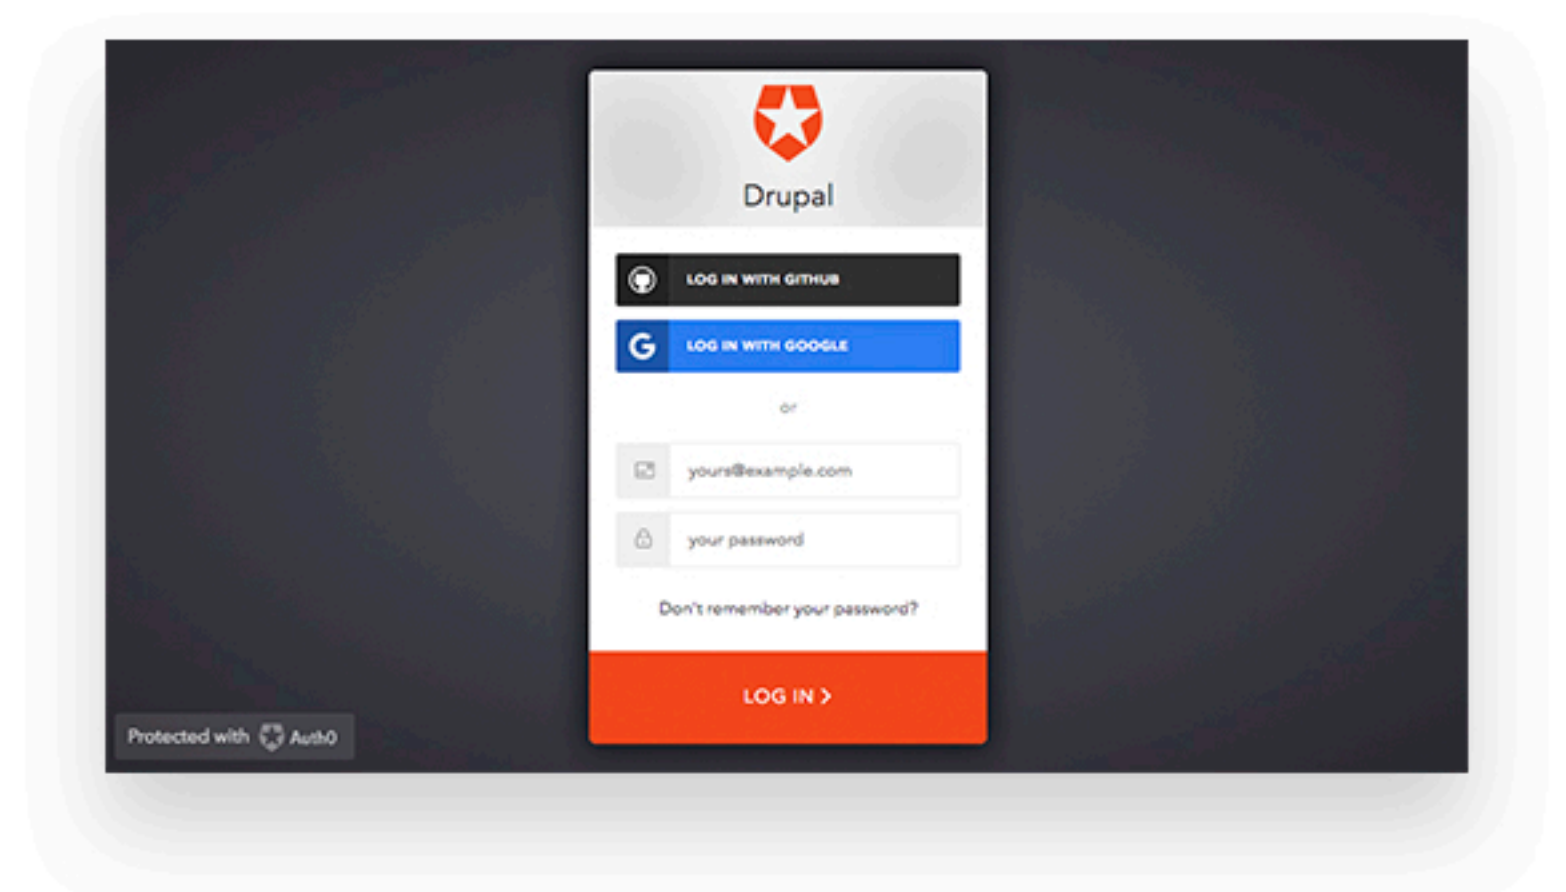 Drupal
LOG IN WITH GITHUB
LOG IN WITH GOOGLE
or
yours@example.com
your password
Don't remember your password?
LOG IN >
Protected with Auth0